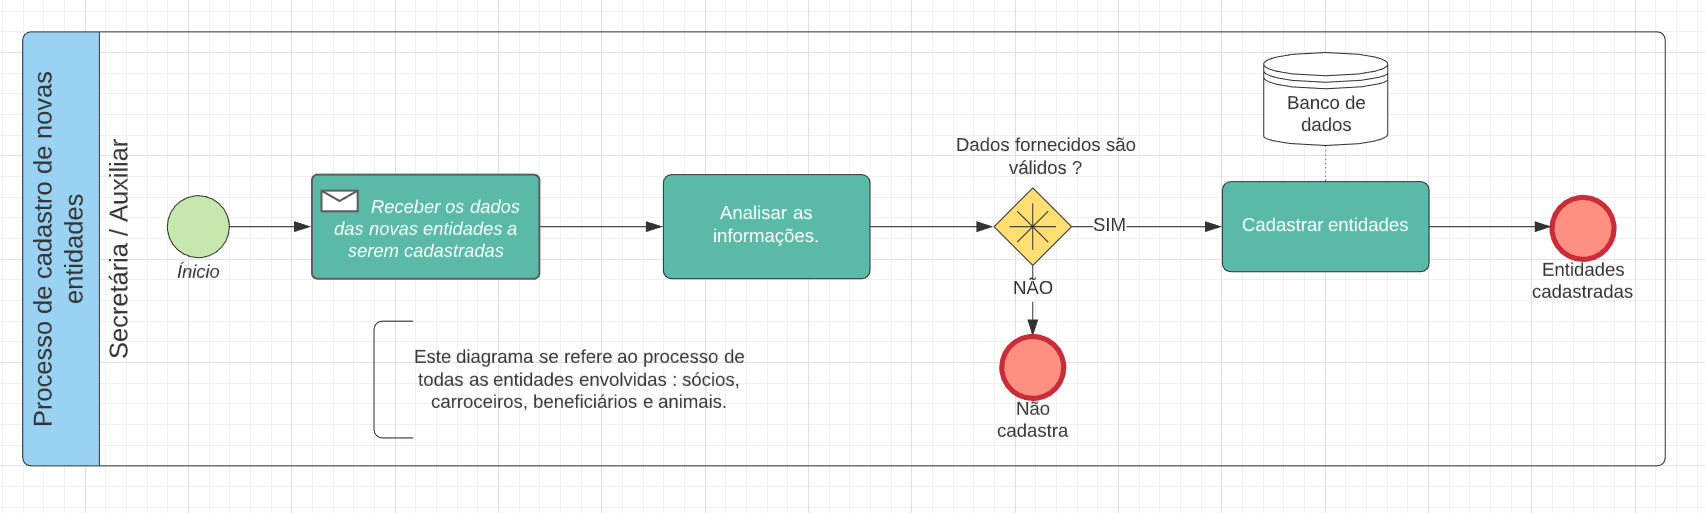 Processo de cadastro de novas
entidades
Secretária / Auxiliar
Ínicio
Receber os dados
das novas entidades a
serem cadastradas
Analisar as
informações.
Dados fornecidos são
válidos ?
SIM
NÃO
Não
cadastra
Banco de
dados
Cadastrar entidades
Entidades
cadastradas
Este diagrama se refere ao processo de
todas as entidades envolvidas : sócios,
carroceiros, beneficiários e animais.